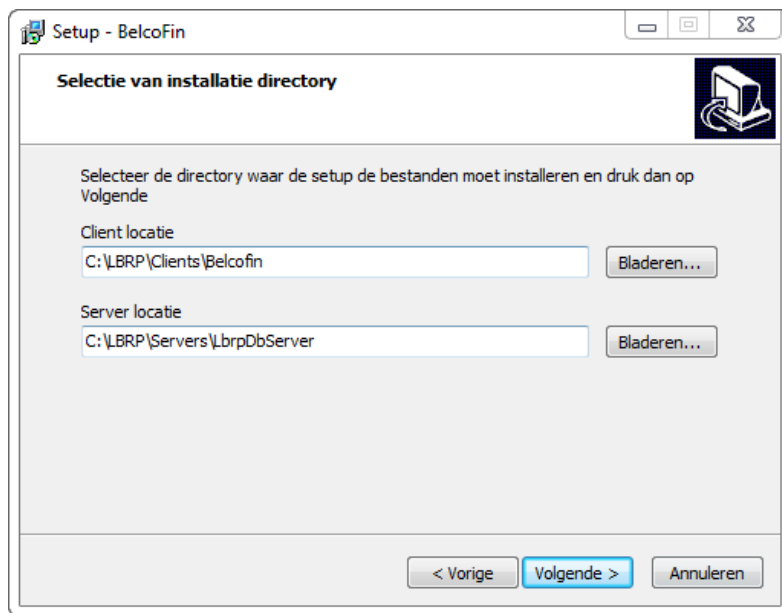 Setup - BelcoFin
Selectie van installatie directory
Selecteer de directory waar de setup de bestanden moet installeren en druk dan op
Volgende
Client locatie
C:\LBRP\Clients\Belcofin
Bladeren...
Server locatie
C:\LBRP\Servers\LbrpDbServer
Bladeren...
< Vorige
Volgende >
Annuleren